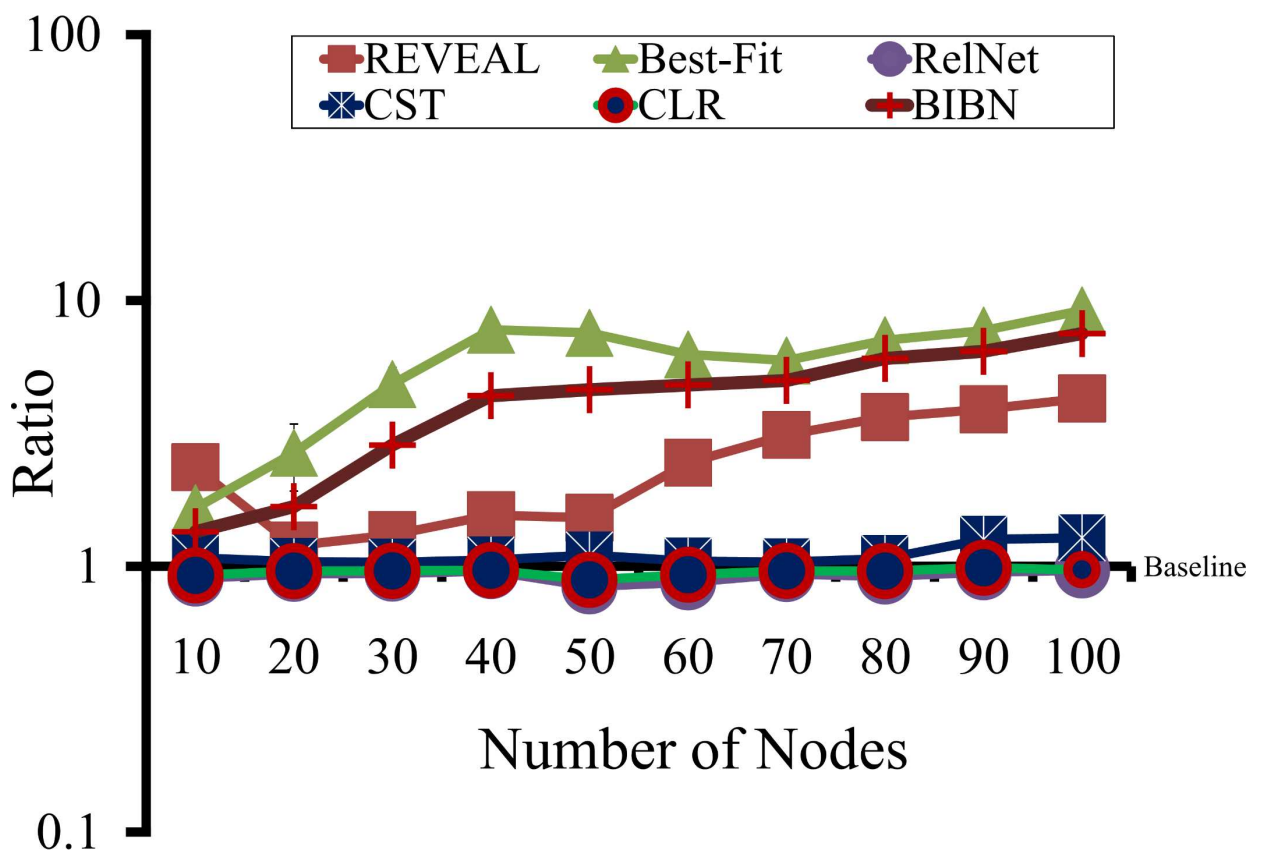 100
REVEAL Best-Fit RelNet
CST CLR BIBN
10
Ratio
1
Baseline
10 20 30 40 50 60 70 80 90 100
Number of Nodes
0.1